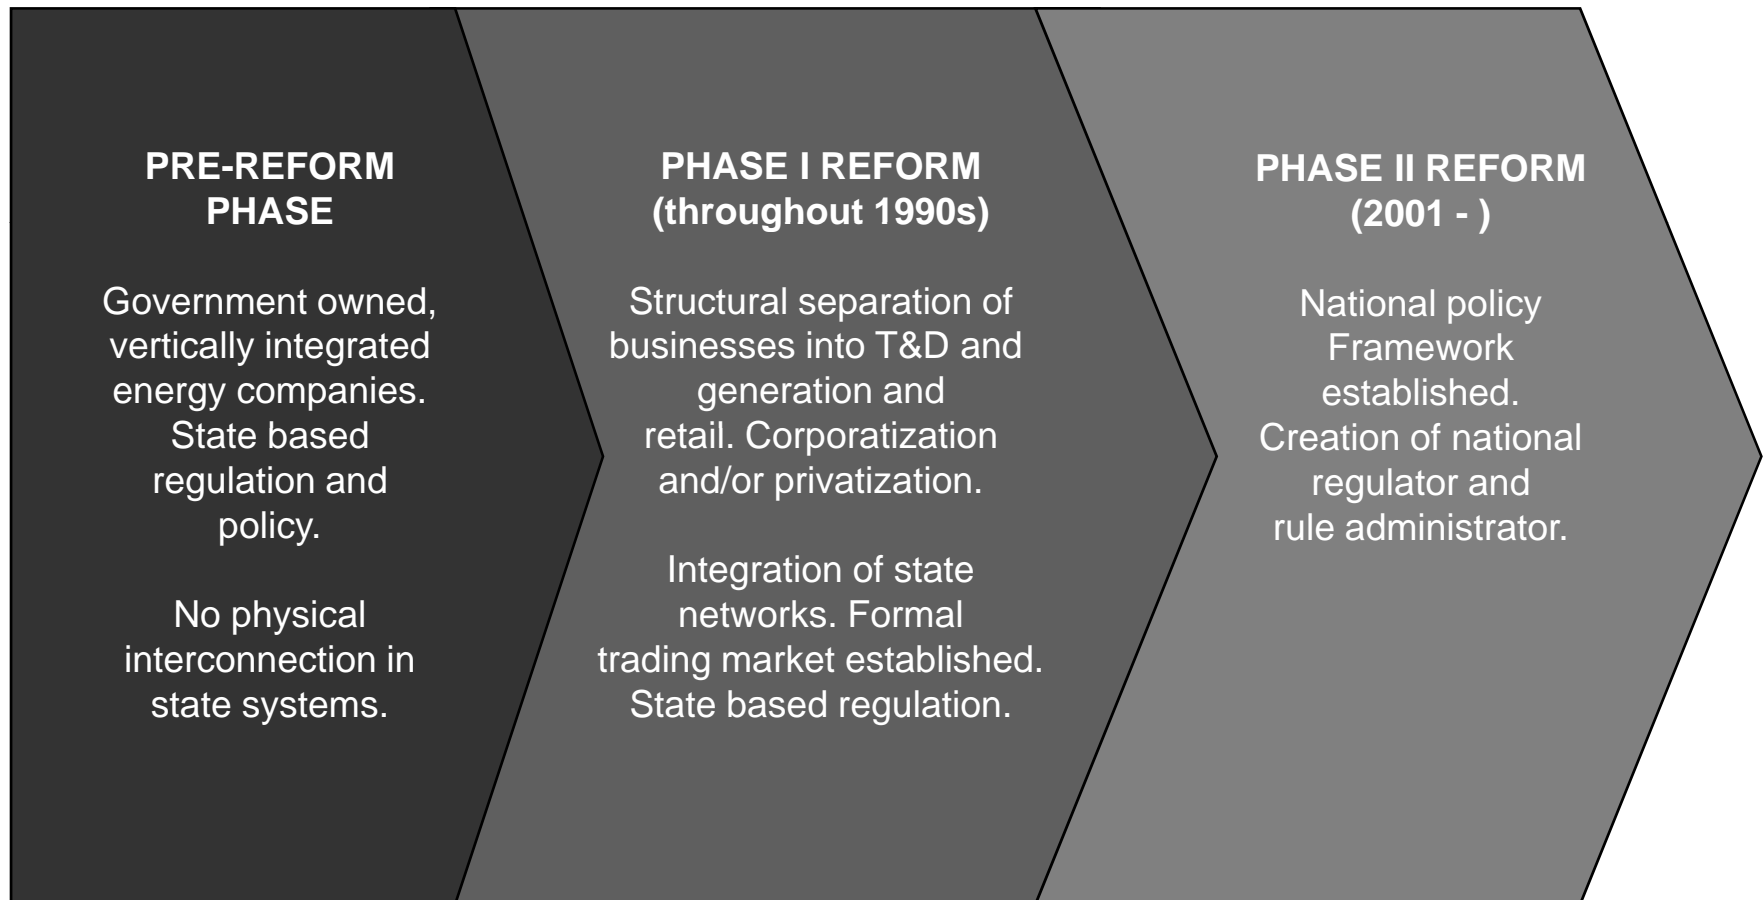 PRE-REFORM
PHASE
Government owned,
vertically integrated
energy companies.
State based
regulation and
policy.
No physical
interconnection in
state systems.
PHASE I REFORM
(throughout 1990s)
Structural separation of
businesses into T&D and
generation and
retail. Corporatization
and/or privatization.
Integration of state
networks. Formal
trading market established.
State based regulation.
PHASE II REFORM
(2001 - )
National policy
Framework
established.
Creation of national
regulator and
rule administrator.